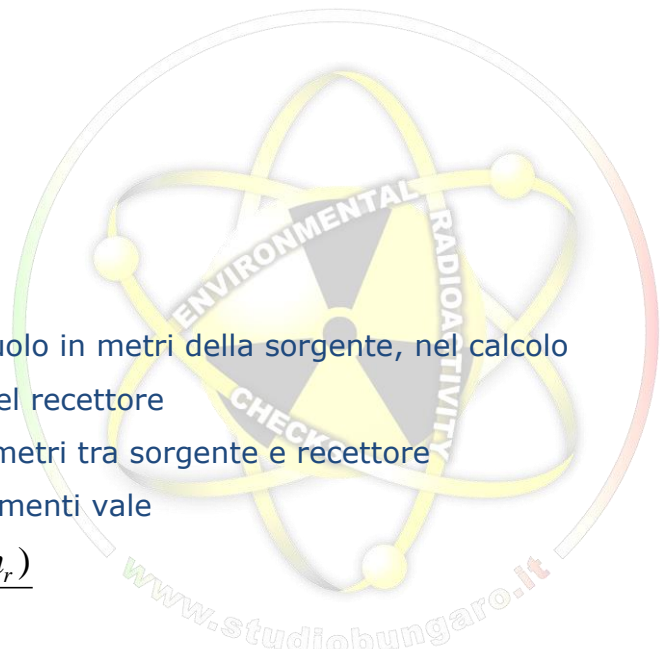 ENVIRONMENTAL RADIOACTIVITY CHECKS
uolo in metri della sorgente, nel calcolo
el recettore
metri tra sorgente e recettore
menti vale
r)
www.studiobungaro.it